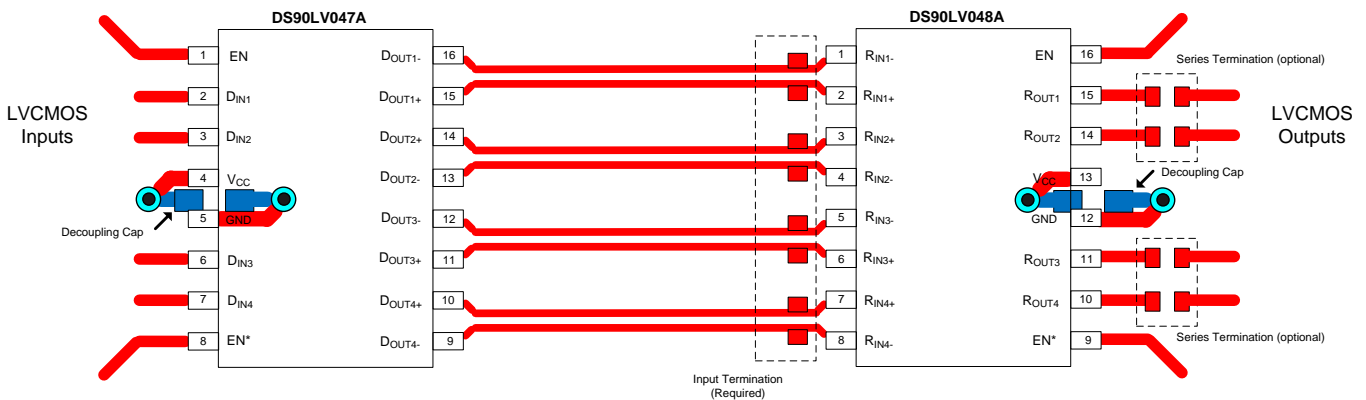 DS90LV047A
DS90LV048A
LVCMOS
Inputs
1 EN
2 DIN1
3 DIN2
4 VCC
5 GND
6 DIN3
7 DIN4
8 EN*
Decoupling Cap
DOUT1- 16
DOUT1+ 15
DOUT2+ 14
DOUT2- 13
DOUT3- 12
DOUT3+ 11
DOUT4+ 10
DOUT4- 9
Input Termination
(Required)
1 RIN1-
2 RIN1+
3 RIN2+
4 RIN2-
5 RIN3-
6 RIN3+
7 RIN4+
8 RIN4-
EN 16
ROUT1 15
ROUT2 14
VCC 13
GND 12
ROUT3 11
ROUT4 10
EN* 9
Series Termination (optional)
LVCMOS
Outputs
Decoupling Cap
Series Termination (optional)